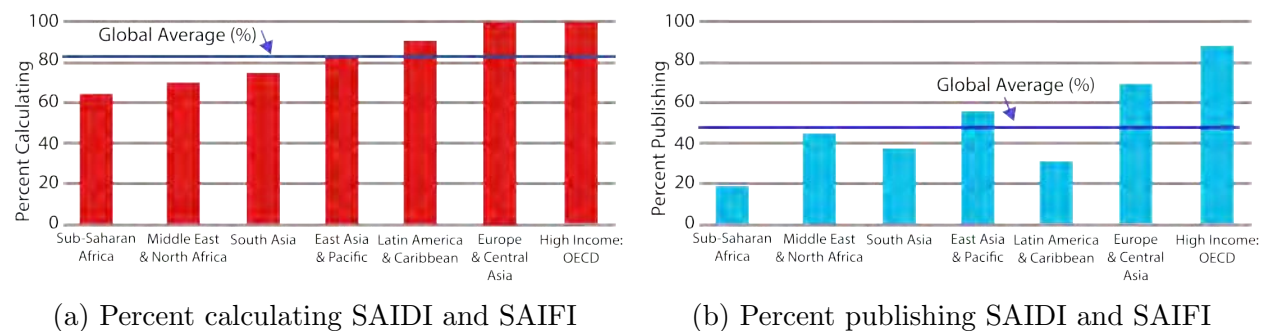 100
80
60
40
20
0
Percent Calculating
Global Average (%)
Sub-Saharan
Africa
Middle East
& North Africa
South Asia
East Asia
& Pacific
Latin America
& Caribbean
Europe
& Central
Asia
High Income:
OECD
(a) Percent calculating SAIDI and SAIFI
100
80
60
40
20
0
Percent Publishing
Global Average (%)
Sub-Saharan
Africa
Middle East
& North Africa
South Asia
East Asia
& Pacific
Latin America
& Caribbean
Europe
& Central
Asia
High Income:
OECD
(b) Percent publishing SAIDI and SAIFI